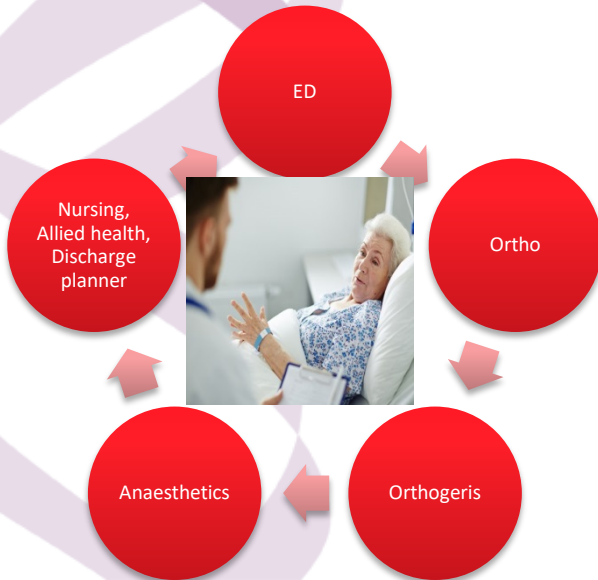 ED
Ortho
Orthogeris
Anaesthetics
Nursing,
Allied health,
Discharge
planner